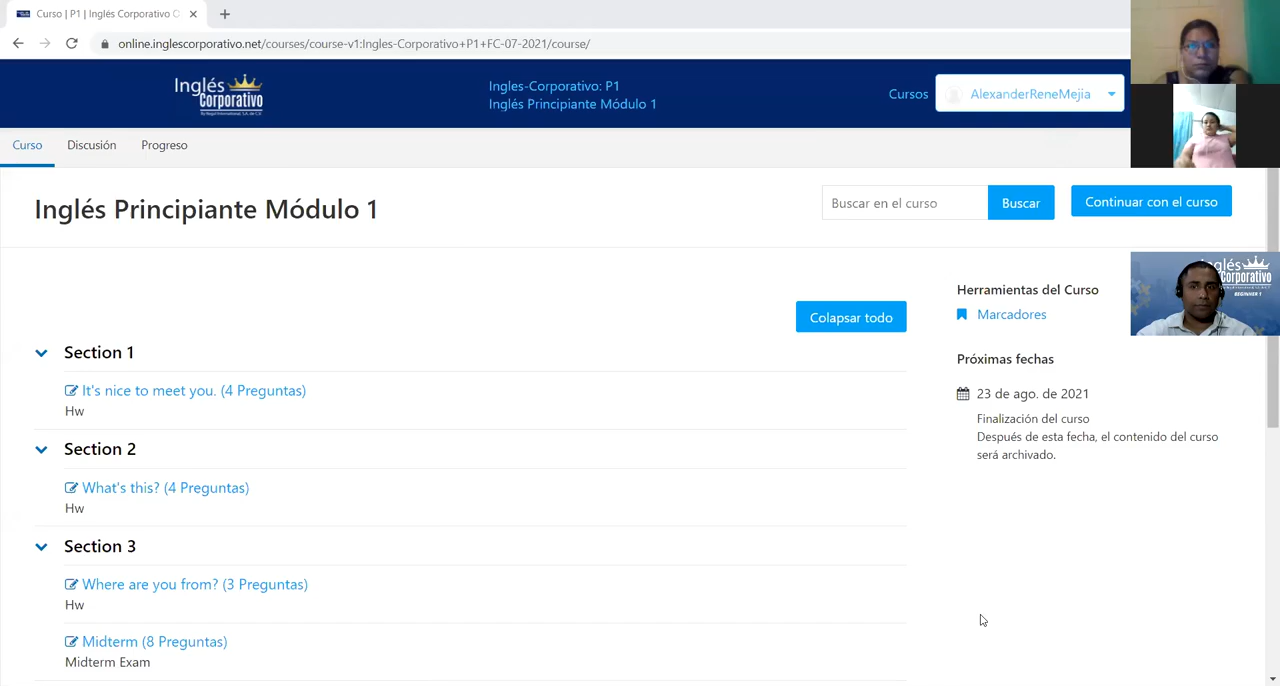 Curso | P1 | Inglés Corporativo
online.inglescorporativo.net/courses/course-v1:Ingles-Corporativo+P1+FC-07-2021/course/
Inglés Corporativo
Ingles-Corporativo: P1
Inglés Principiante Módulo 1
Cursos
AlexanderReneMejia
Curso
Discusión
Progreso
Inglés Principiante Módulo 1
Buscar en el curso
Buscar
Continuar con el curso
Colapsar todo
Section 1
It's nice to meet you. (4 Preguntas)
Hw
Section 2
What's this? (4 Preguntas)
Hw
Section 3
Where are you from? (3 Preguntas)
Hw
Midterm (8 Preguntas)
Midterm Exam
Herramientas del Curso
Marcadores
Próximas fechas
23 de ago. de 2021
Finalización del curso
Después de esta fecha, el contenido del curso
será archivado.
Inglés Corporativo
BEGINNER 1